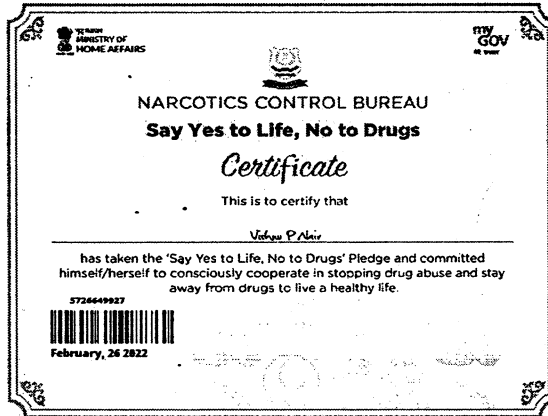 MINISTRY OF
HOME AFFAIRS
my
GOV
NARCOTICS CONTROL BUREAU
Say Yes to Life, No to Drugs
Certificate
This is to certify that
P Nair
has taken the ‘Say Yes to Life, No to Drugs’ Pledge and committed
himself/herself to consciously cooperate in stopping drug abuse and stay
away from drugs to live a healthy life.
5726649927
February, 26 2022